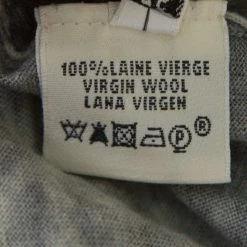 100%LAINE VIERGE
VIRGIN WOOL
LANA VIRGEN
P ®